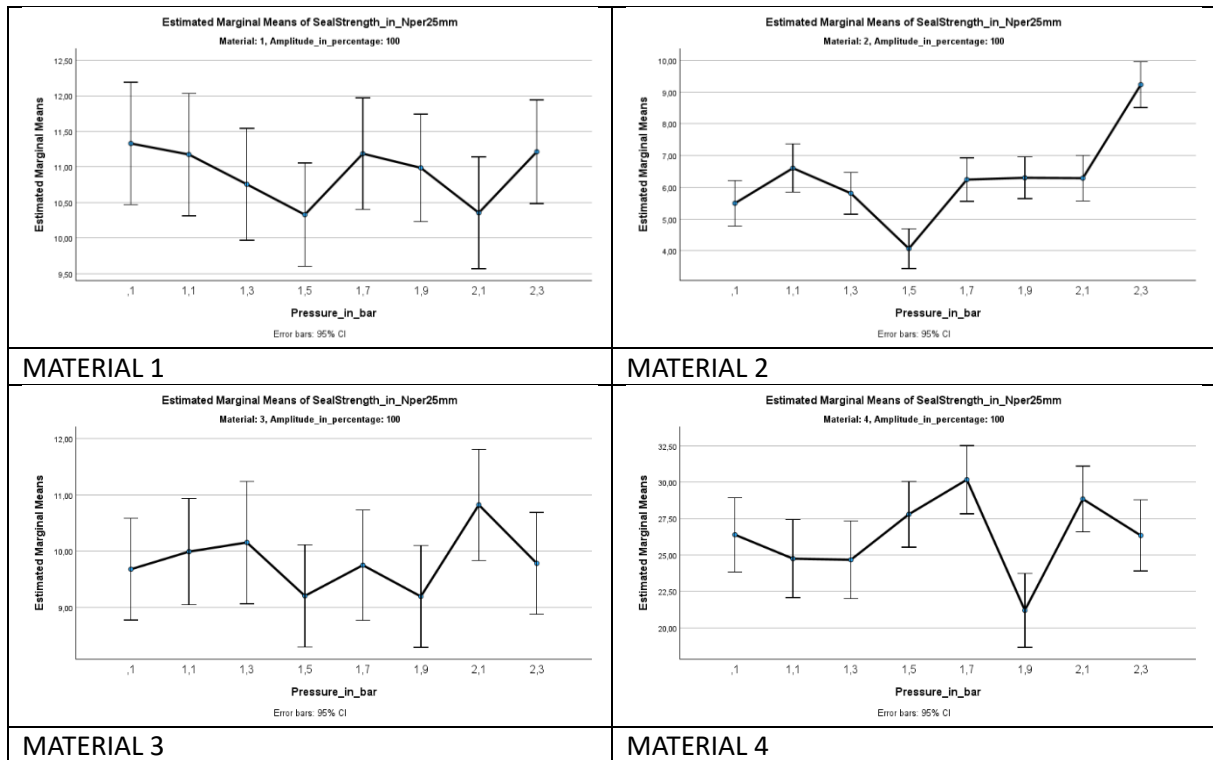 Estimated Marginal Means of SealStrength_in_Nper25mm
Material: 1, Amplitude_in_percentage: 100
Estimated Marginal Means
12,50
12,00
11,50
11,00
10,50
10,00
9,50
,1 1,1 1,3 1,5 1,7 1,9 2,1 2,3
Pressure_in_bar
Error bars: 95% CI
MATERIAL 1
Estimated Marginal Means of SealStrength_in_Nper25mm
Material: 2, Amplitude_in_percentage: 100
Estimated Marginal Means
10,00
9,00
8,00
7,00
6,00
5,00
4,00
,1 1,1 1,3 1,5 1,7 1,9 2,1 2,3
Pressure_in_bar
Error bars: 95% CI
MATERIAL 2
Estimated Marginal Means of SealStrength_in_Nper25mm
Material: 3, Amplitude_in_percentage: 100
Estimated Marginal Means
12,00
11,00
10,00
9,00
,1 1,1 1,3 1,5 1,7 1,9 2,1 2,3
Pressure_in_bar
Error bars: 95% CI
MATERIAL 3
Estimated Marginal Means of SealStrength_in_Nper25mm
Material: 4, Amplitude_in_percentage: 100
Estimated Marginal Means
32,50
30,00
27,50
25,00
22,50
20,00
,1 1,1 1,3 1,5 1,7 1,9 2,1 2,3
Pressure_in_bar
Error bars: 95% CI
MATERIAL 4